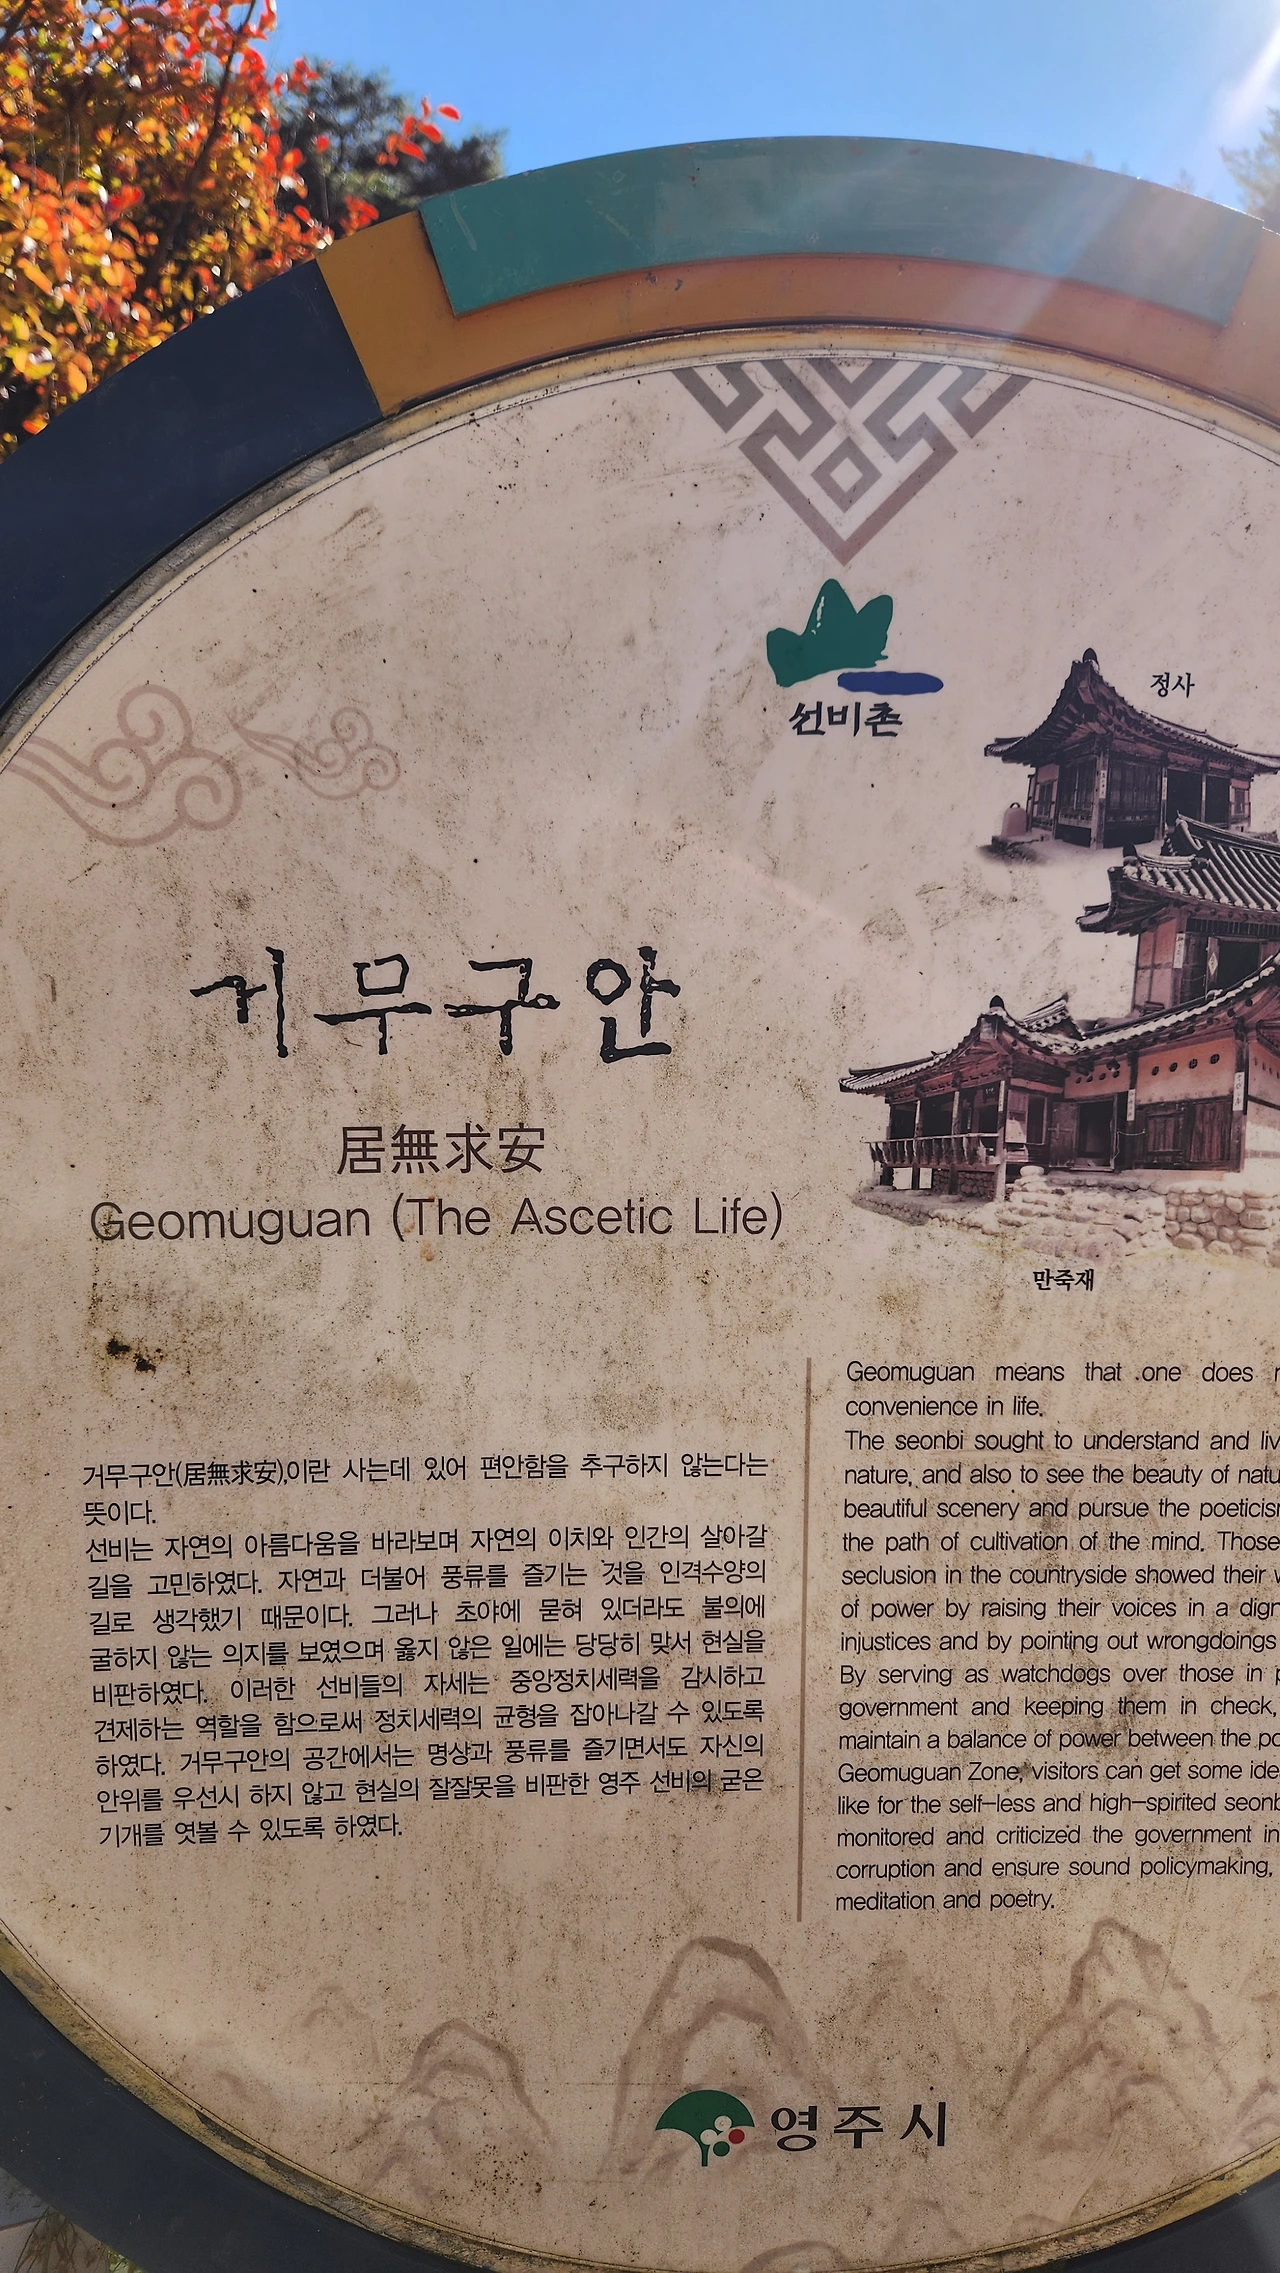 선비촌
정사
거무구안
居無求安
Geomuguan (The Ascetic Life)
만죽재
거무구안(居無求安),이란 사는데 있어 편안함을 추구하지 않는다는
뜻이다.
선비는 자연의 아름다움을 바라보며 자연의 이치와 인간의 살아갈
길을 고민하였다. 자연과 더불어 풍류를 즐기는 것을 인격수양의
길로 생각했기 때문이다. 그러나 초야에 묻혀 있더라도 불의에
굴하지 않는 의지를 보였으며 옳지 않은 일에는 당당히 맞서 현실을
비판하였다. 이러한 선비들의 자세는 중앙정치세력을 감시하고
견제하는 역할을 함으로써 정치세력의 균형을 잡아나갈 수 있도록
하였다. 거무구안의 공간에서는 명상과 풍류를 즐기면서도 자신의
안위를 우선시 하지 않고 현실의 잘잘못을 비판한 영주 선비의 굳은
기개를 엿볼 수 있도록 하였다.
Geomuguan means that one does
convenience in life.
The seonbi sought to understand and
nature, and also to see the beauty of
beautiful scenery and pursue the
the path of cultivation of the mind. Those
seclusion in the countryside showed their
of power by raising their voices in a
injustices and by pointing out wrongdoings
By serving as watchdogs over those in
government and keeping them in check,
maintain a balance of power between the
Geomuguan Zone, visitors can get some
like for the self-less and high-spirited
monitored and criticized the government in
corruption and ensure sound policymaking,
meditation and poetry.
영주시